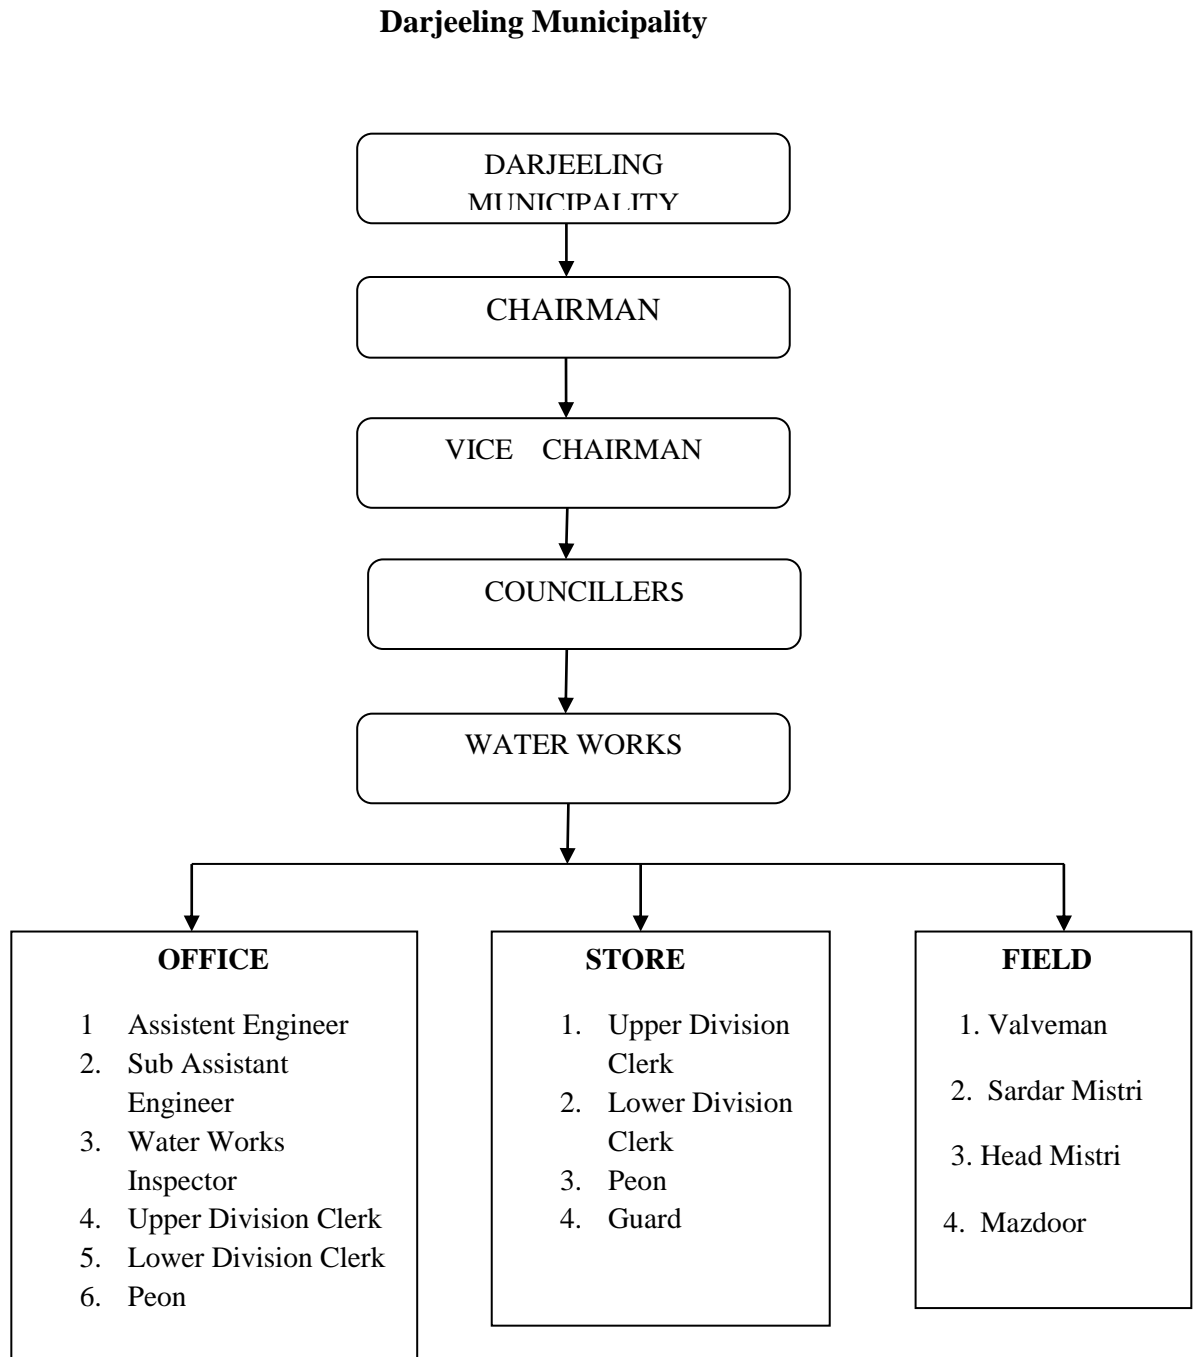 Darjeeling Municipality
DARJEELING
MUNICIPALITY
CHAIRMAN
VICE CHAIRMAN
COUNCILLERS
WATER WORKS
OFFICE
1 Assistent Engineer
2. Sub Assistant
Engineer
3. Water Works
Inspector
4. Upper Division Clerk
5. Lower Division Clerk
6. Peon
STORE
1. Upper Division
Clerk
2. Lower Division
Clerk
3. Peon
4. Guard
FIELD
1. Valveman
2. Sardar Mistri
3. Head Mistri
4. Mazdoor